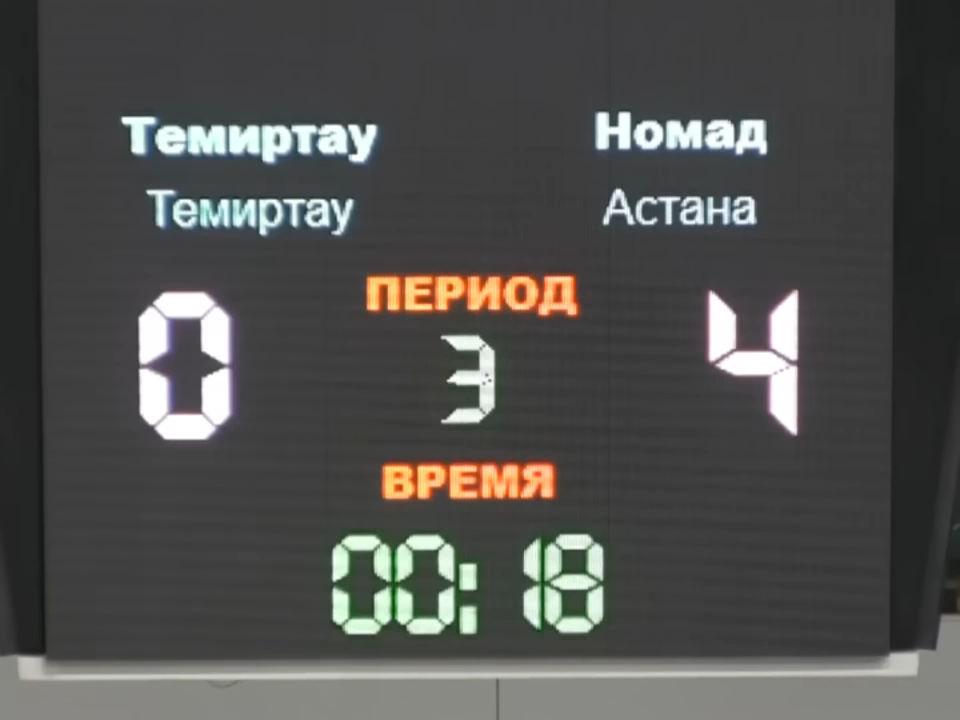 Темиртау Номад
Темиртау Астана
ПЕРИОД
0 3 4
ВРЕМЯ
00:18